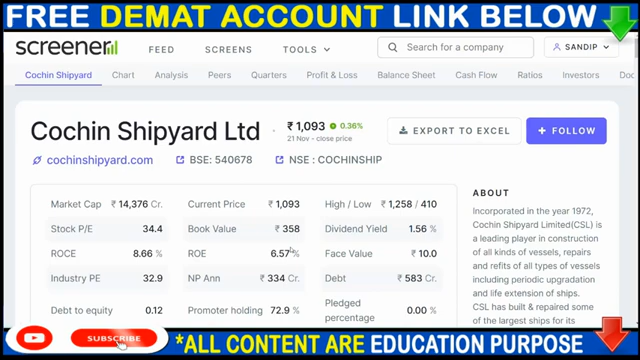 FREE DEMAT ACCOUNT LINK BELOW
screener
FEED
SCREENS
TOOLS
Search for a company
SANDIP
Cochin Shipyard
Chart
Analysis
Peers
Quarters
Profit & Loss
Balance Sheet
Cash Flow
Ratios
Investors
Doc
Cochin Shipyard Ltd
₹ 1,093 0.36%
21 Nov - close price
EXPORT TO EXCEL
+ FOLLOW
cochinshipyard.com
BSE: 540678
NSE : COCHINSHIP
Market Cap ₹ 14,376 Cr.
Current Price ₹ 1,093
High / Low ₹ 1,258 / 410
Stock P/E 34.4
Book Value ₹ 358
Dividend Yield 1.56 %
ROCE 8.66 %
ROE 6.57 %
Face Value ₹ 10.0
Industry PE 32.9
NP Ann ₹ 334 Cr.
Debt ₹ 583 Cr.
Debt to equity 0.12
Promoter holding 72.9 %
Pledged percentage 0.00 %
ABOUT
Incorporated in the year 1972,
Cochin Shipyard Limited(CSL) is
a leading player in construction
of all kinds of vessels, repairs
and refits of all types of vessels
including periodic upgradation
and life extension of ships.
CSL has built & repaired some
of the largest ships for its
SUBSCRIBE
*ALL CONTENT ARE EDUCATION PURPOSE